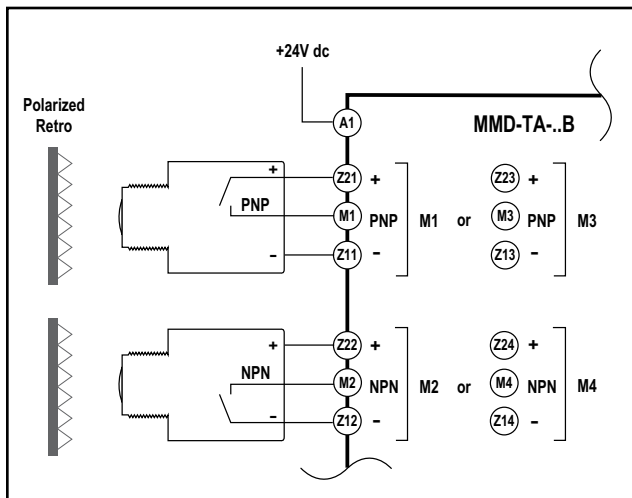 +24V dc
Polarized
Retro
A1
MMD-TA-..B
+
PNP
-
Z21 +
M1 PNP
Z11 -
M1 or
Z23 +
M3 PNP
Z13 -
M3
+
NPN
-
Z22 +
M2 NPN
Z12 -
M2 or
Z24 +
M4 NPN
Z14 -
M4